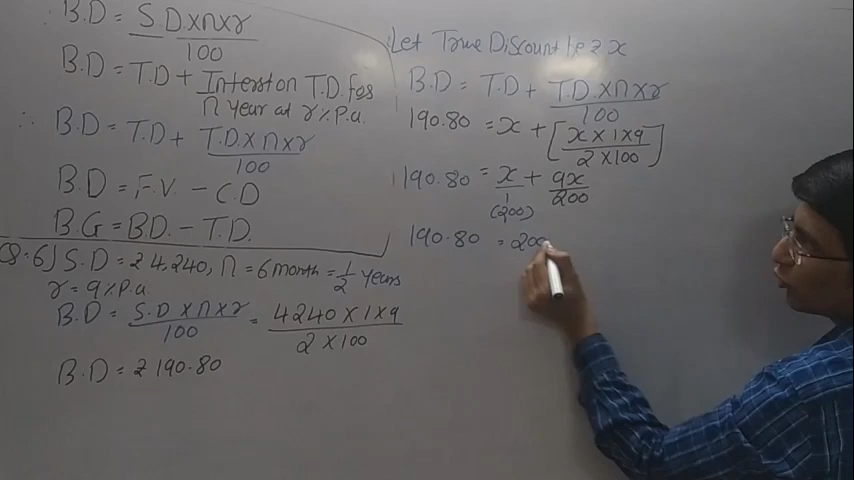 ∴ B.D = S.D×n×r
100
B.D = T.D + Interst on T.D. for
n Year at r % P.a.
∴ B.D = T.D + T.D. × n×r
100
B.D = F.V. - C.D
B.G = B.D. - T.D.
Q.6) S.D = ₹ 4,240, n = 6 month = 1/2 Years
r = 9 % P.a.
B.D = S.D × n × r / 100 = 4240 × 1 × 9 / 2 × 100
B.D = ₹ 190.80
Let True Discount be ₹ x
B.D = T.D + T.D. × n×r
100
190.80 = x + [x × 1 × 9 / 2 × 100]
190.80 = x/1 + 9x/200
(200)
190.80 = 200